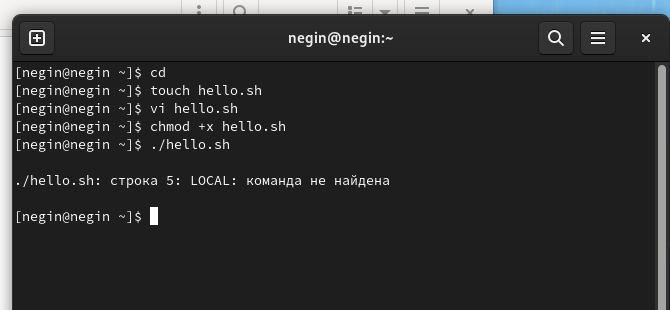 negin@negin:~
[negin@negin ~]$ cd
[negin@negin ~]$ touch hello.sh
[negin@negin ~]$ vi hello.sh
[negin@negin ~]$ chmod +x hello.sh
[negin@negin ~]$ ./hello.sh
./hello.sh: строка 5: LOCAL: команда не найдена
[negin@negin ~]$